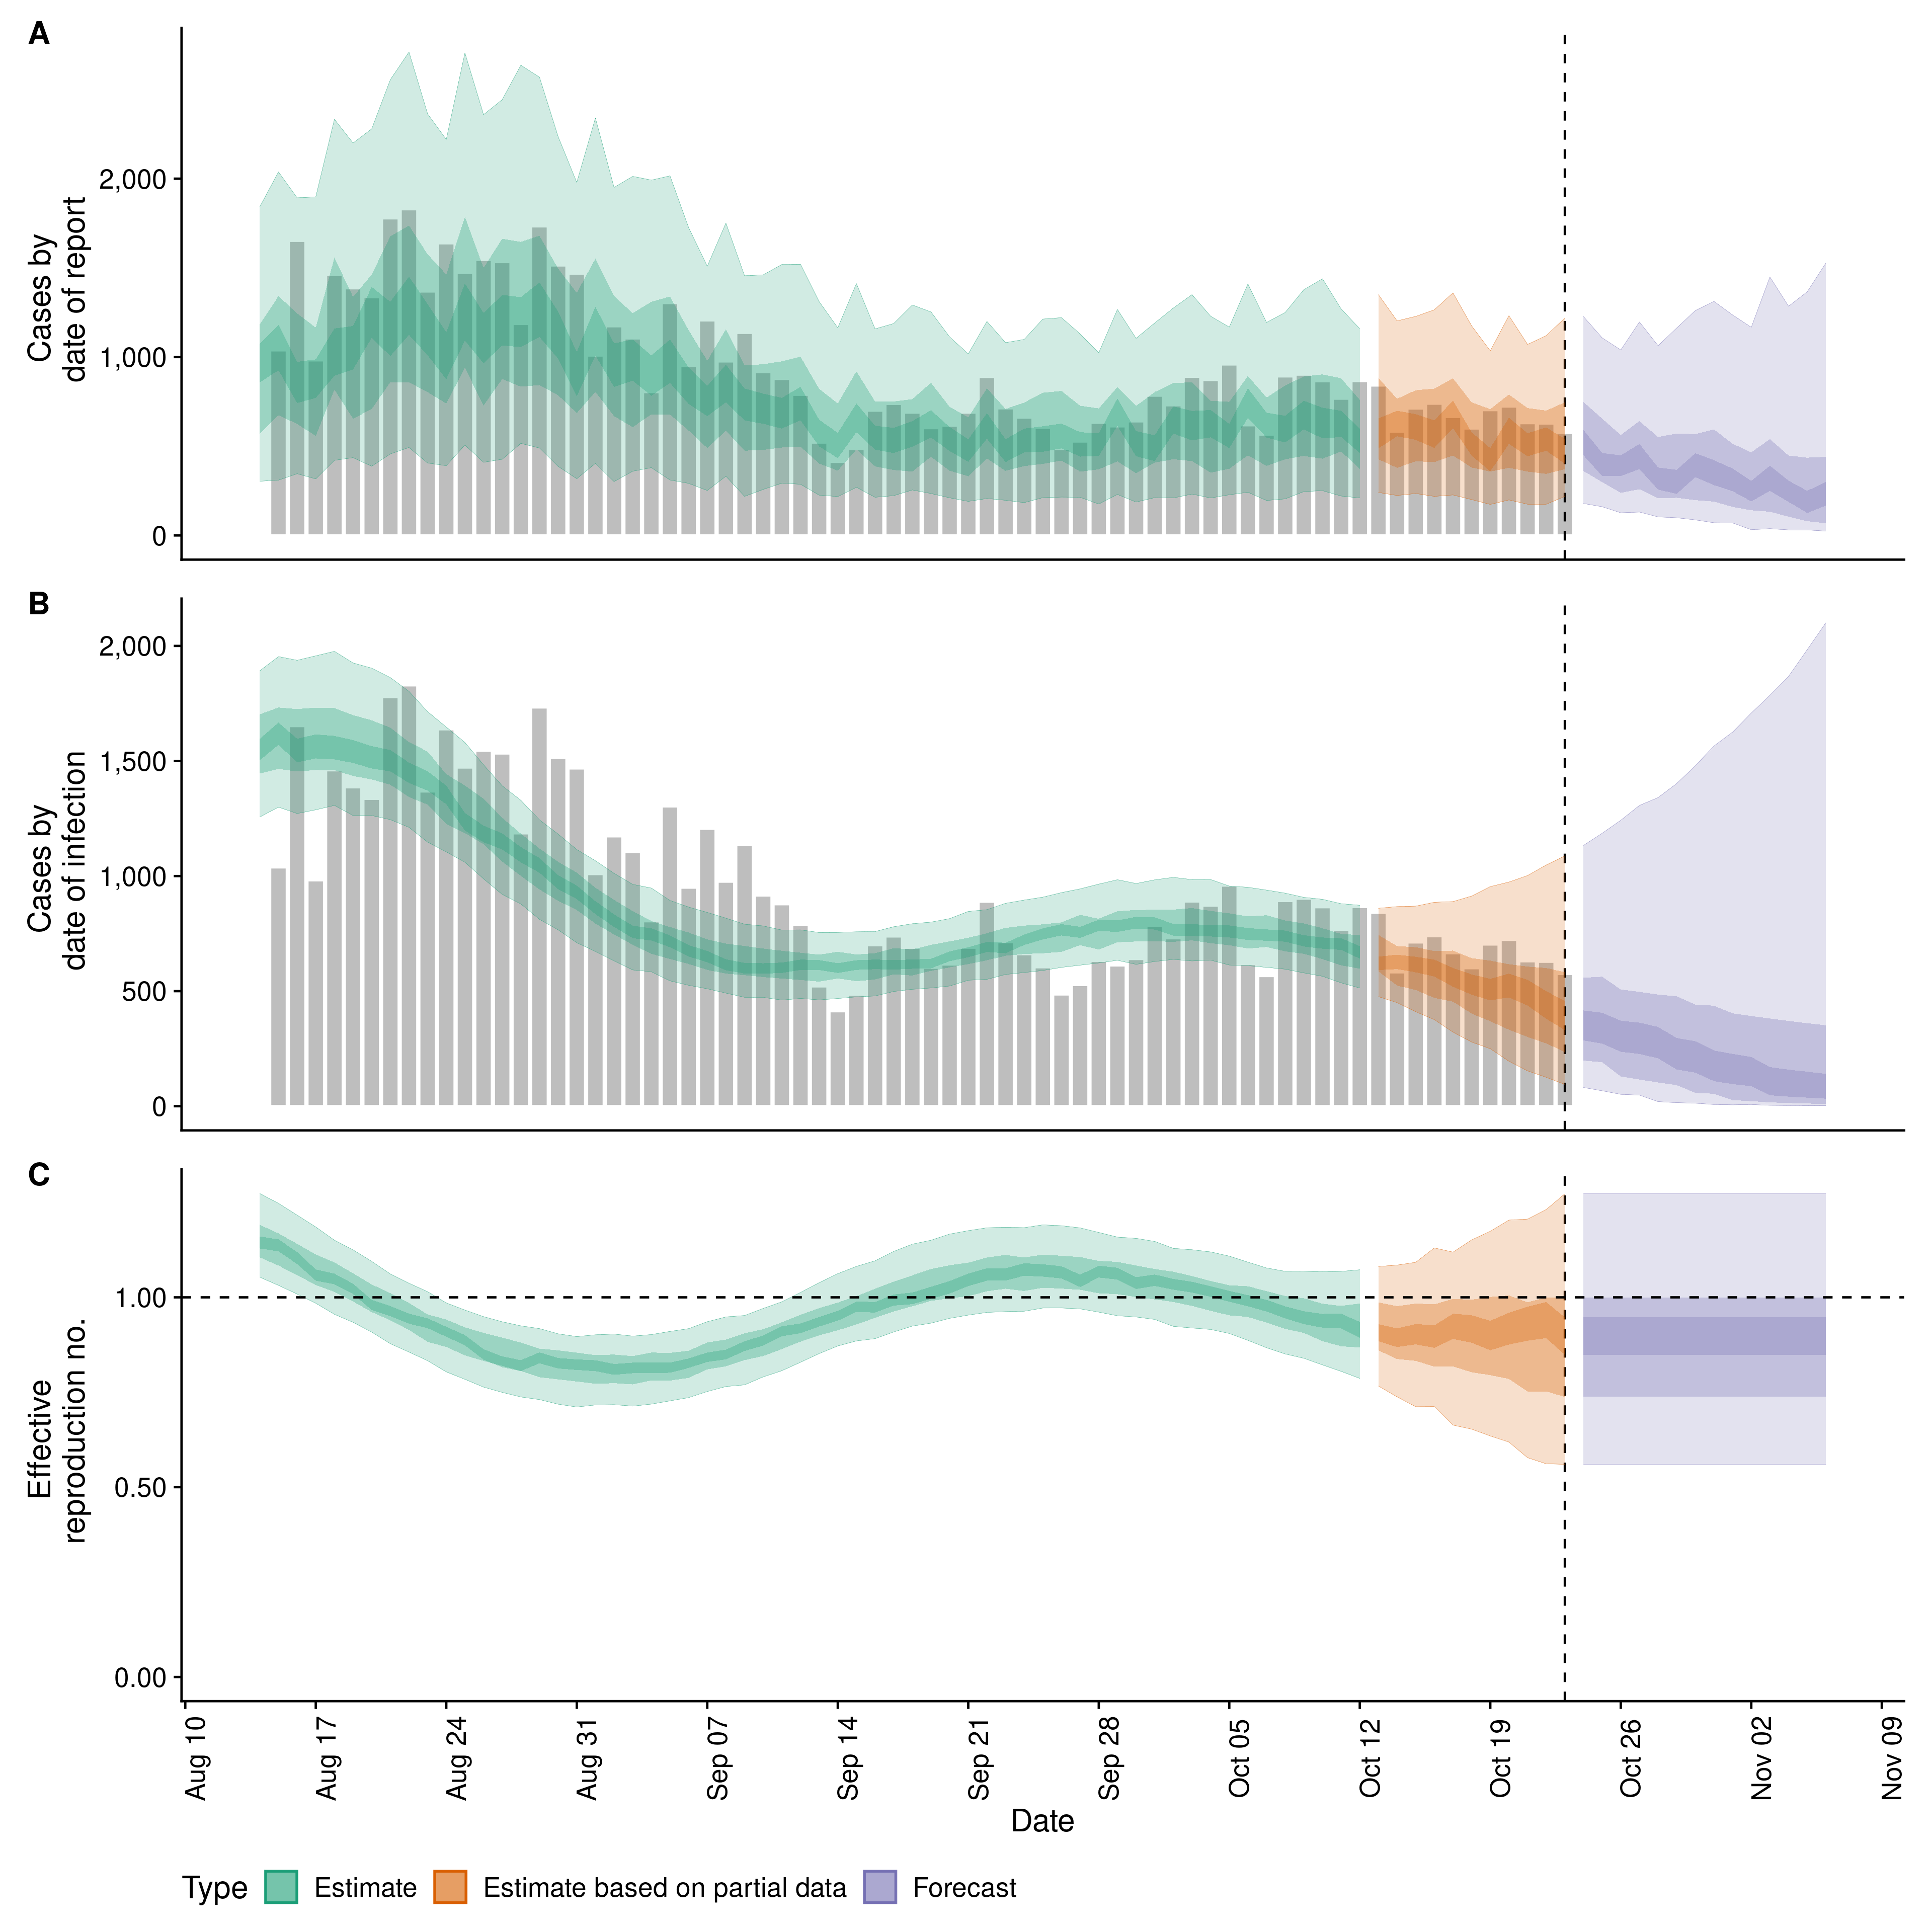 A
Cases by
date of report
2,000
1,000
0
B
Cases by
date of infection
2,000
1,500
1,000
500
0
C
Effective
reproduction no.
1.00
0.50
0.00
Aug 10
Aug 17
Aug 24
Aug 31
Sep 07
Sep 14
Sep 21
Sep 28
Oct 05
Oct 12
Oct 19
Oct 26
Nov 02
Nov 09
Date
Type Estimate Estimate based on partial data Forecast